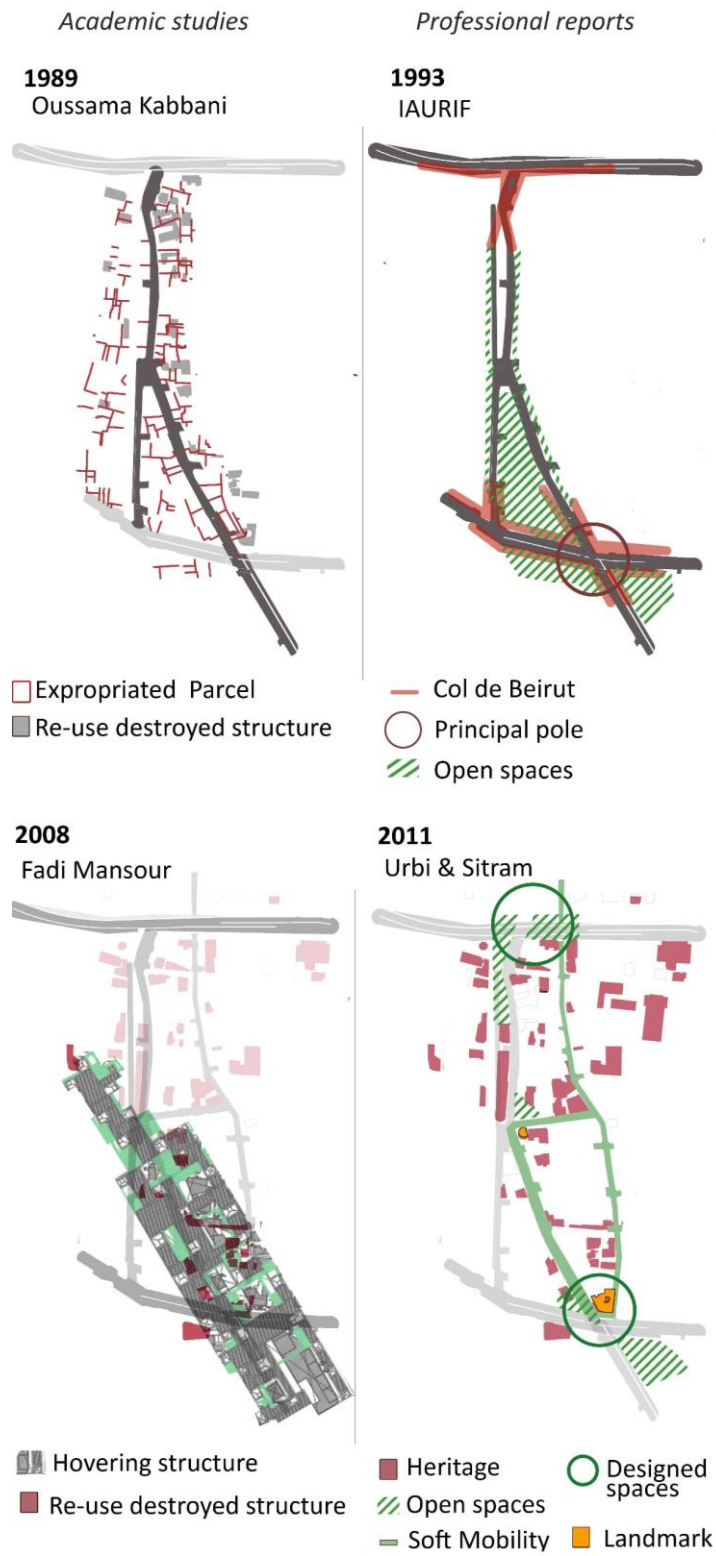 Academic studies
Professional reports
1989
Oussama Kabbani
1993
IAURIF
Expropriated Parcel
Re-use destroyed structure
Col de Beirut
Principal pole
Open spaces
2008
Fadi Mansour
2011
Urbi & Sitram
Hovering structure
Re-use destroyed structure
Heritage
Designed
spaces
Open spaces
Soft Mobility
Landmark